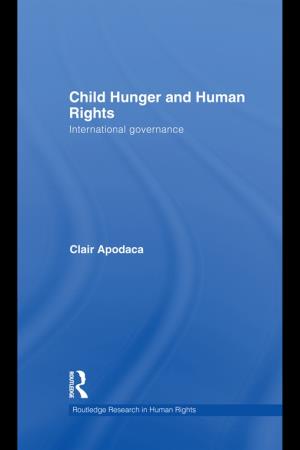 Child Hunger and Human
Rights
International governance
Clair Apodaca
ROUTLEDGE
Routledge Research in Human Rights